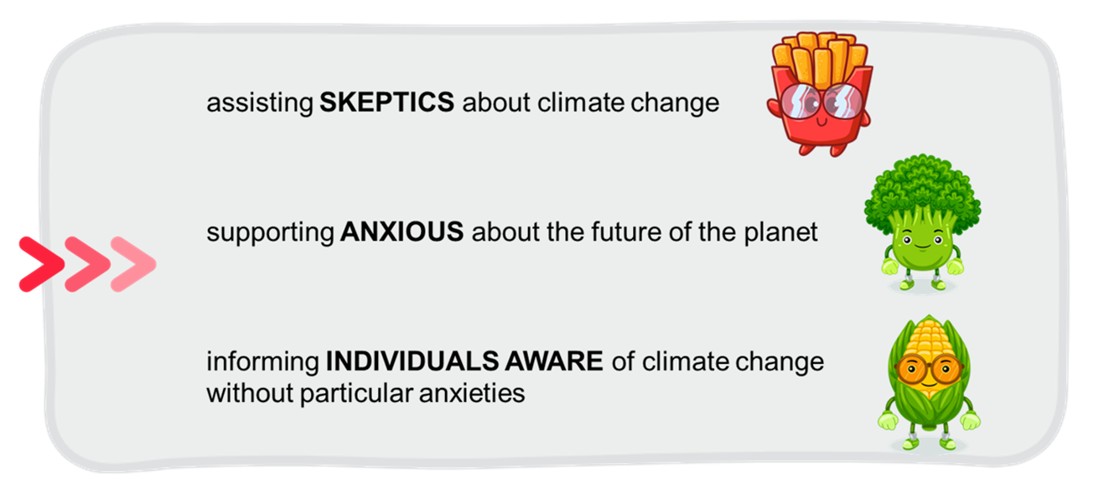 assisting SKEPTICS about climate change
supporting ANXIOUS about the future of the planet
informing INDIVIDUALS AWARE of climate change
without particular anxieties